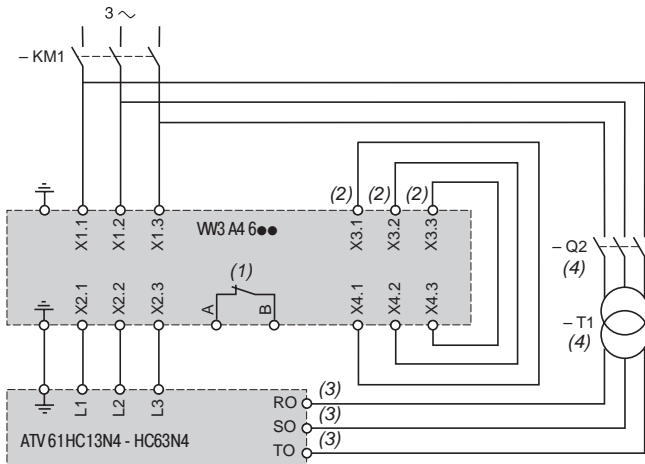 3 ~
– KM1
(2) (2) (2)
X1.1 X1.2 X1.3 VW3 A4 6●● X3.1 X3.2 X3.3
– Q2
(4)
(1)
X2.1 X2.2 X2.3 A B X4.1 X4.2 X4.3
– T1
(4)
L1 L2 L3
RO (3)
SO (3)
TO (3)
ATV 61HC13N4 - HC63N4